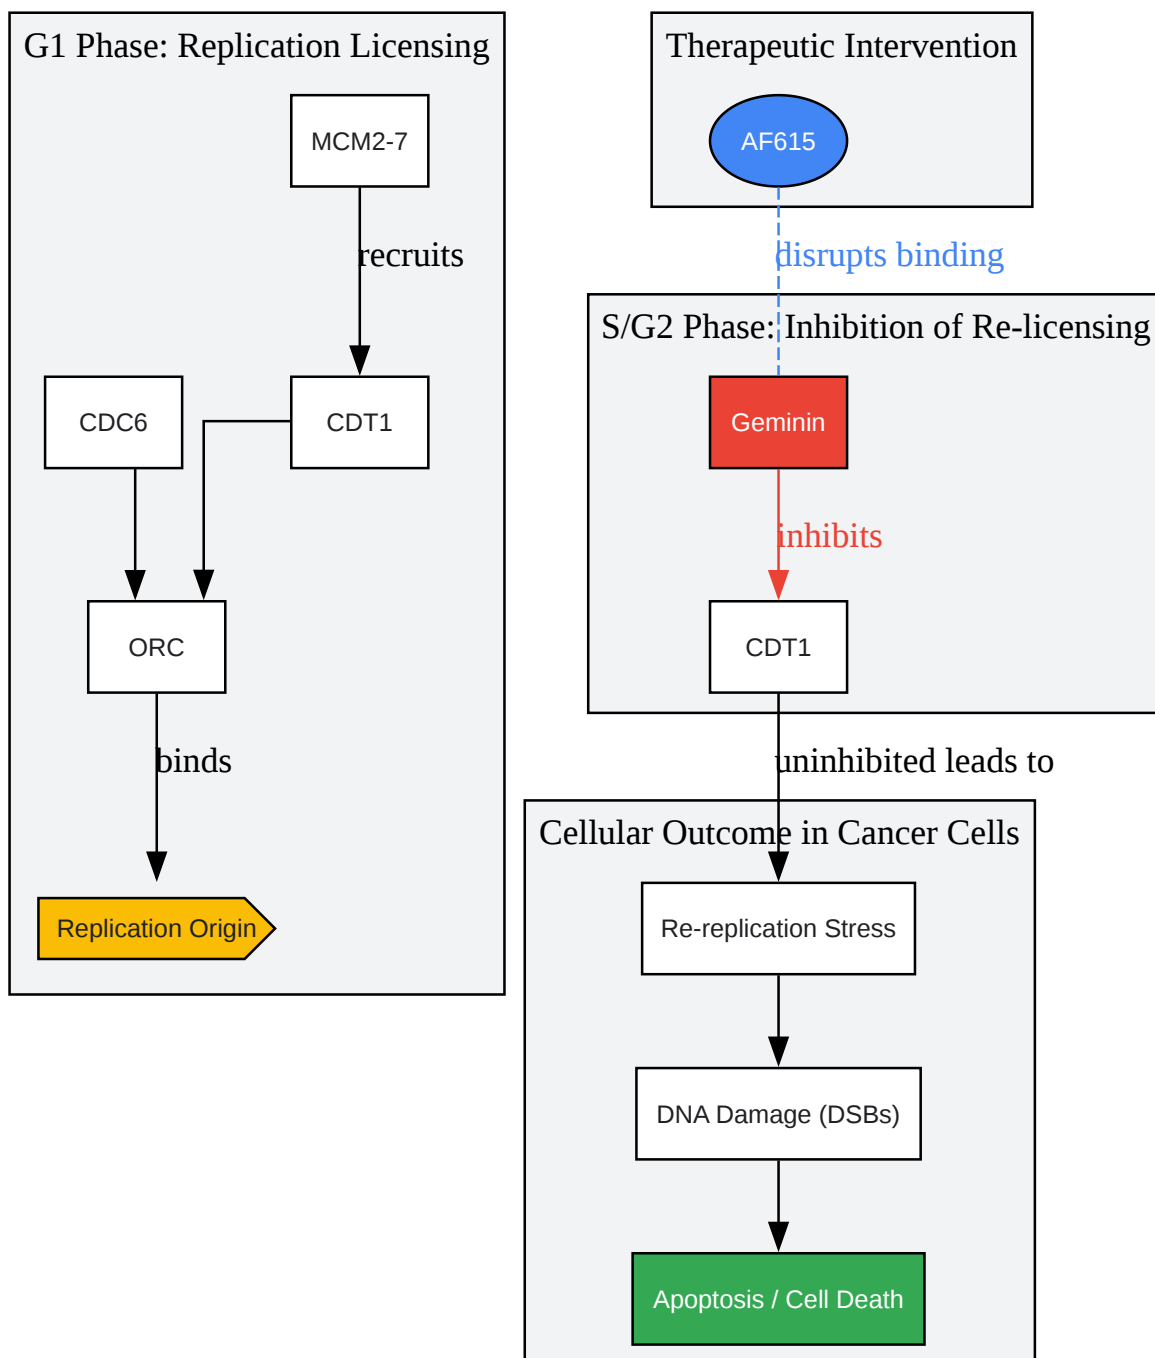 G1 Phase: Replication Licensing
MCM2-7
recruits
CDC6
CDT1
ORC
binds
Replication Origin
Therapeutic Intervention
AF615
disrupts binding
S/G2 Phase: Inhibition of Re-licensing
Geminin
inhibits
CDT1
uninhibited leads to
Cellular Outcome in Cancer Cells
Re-replication Stress
DNA Damage (DSBs)
Apoptosis / Cell Death